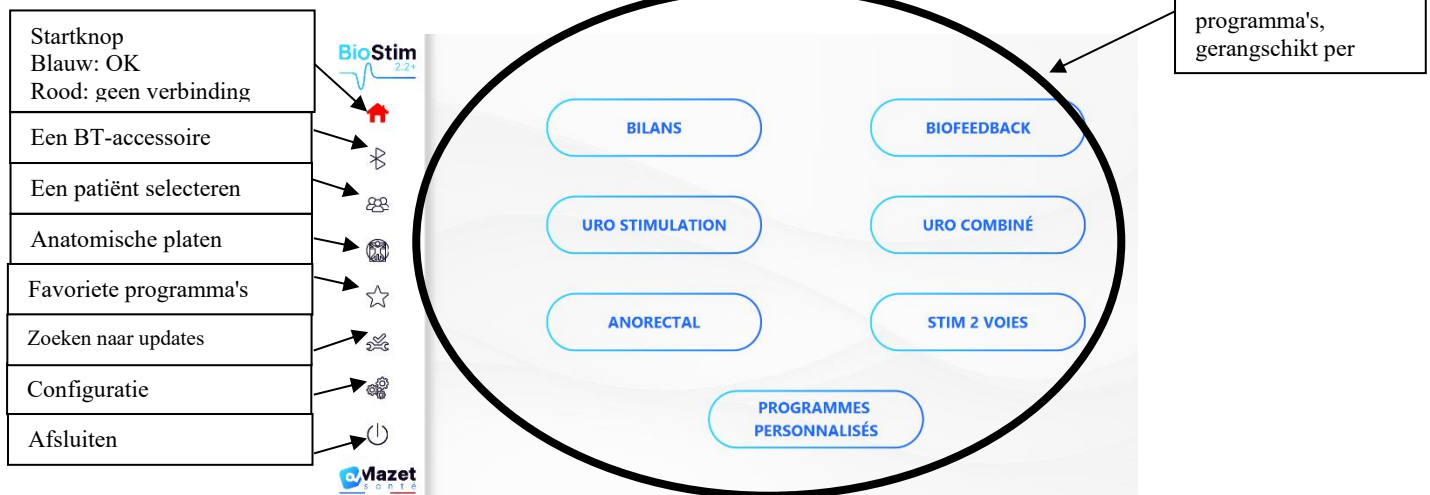 Startknop
Blauw: OK
Rood: geen verbinding
Een BT-accessoire
Een patiënt selecteren
Anatomische platen
Favoriete programma's
Zoeken naar updates
Configuratie
Afsluiten
BioStim
2.2+
BILANS
BIOFEEDBACK
URO STIMULATION
URO COMBINÉ
ANORECTAL
STIM 2 VOIES
PROGRAMMES
PERSONNALISÉS
Mazet
santé
programma's,
gerangschikt per